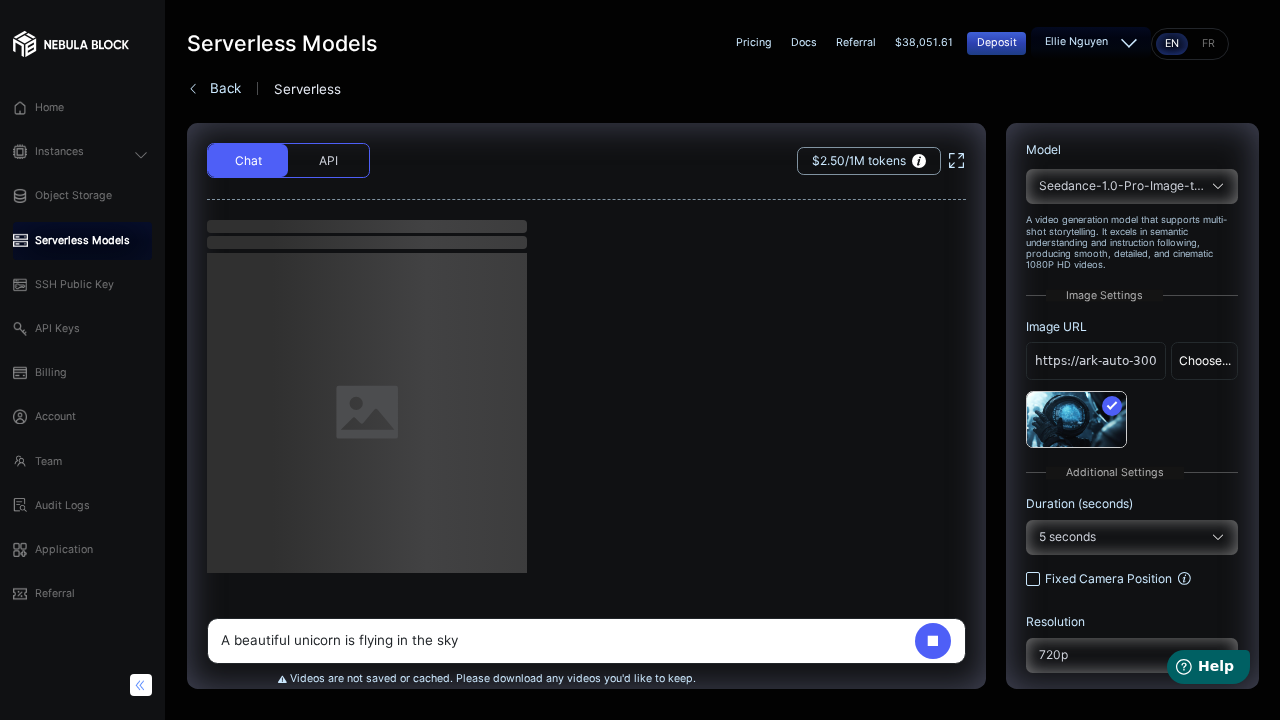 NEBULA BLOCK
Home
Instances
Object Storage
Serverless Models
SSH Public Key
API Keys
Billing
Account
Team
Audit Logs
Application
Referral
Serverless Models
Pricing
Docs
Referral
$38,051.61
Deposit
Ellie Nguyen
EN
FR
Back
Serverless
Chat
API
$2.50/1M tokens
A beautiful unicorn is flying in the sky
Videos are not saved or cached. Please download any videos you'd like to keep.
Model
Seedance-1.0-Pro-Image-t...
A video generation model that supports multi-
shot storytelling. It excels in semantic
understanding and instruction following,
producing smooth, detailed, and cinematic
1080P HD videos.
Image Settings
Image URL
https://ark-auto-300
Choose...
Additional Settings
Duration (seconds)
5 seconds
Fixed Camera Position
Resolution
720p
Help